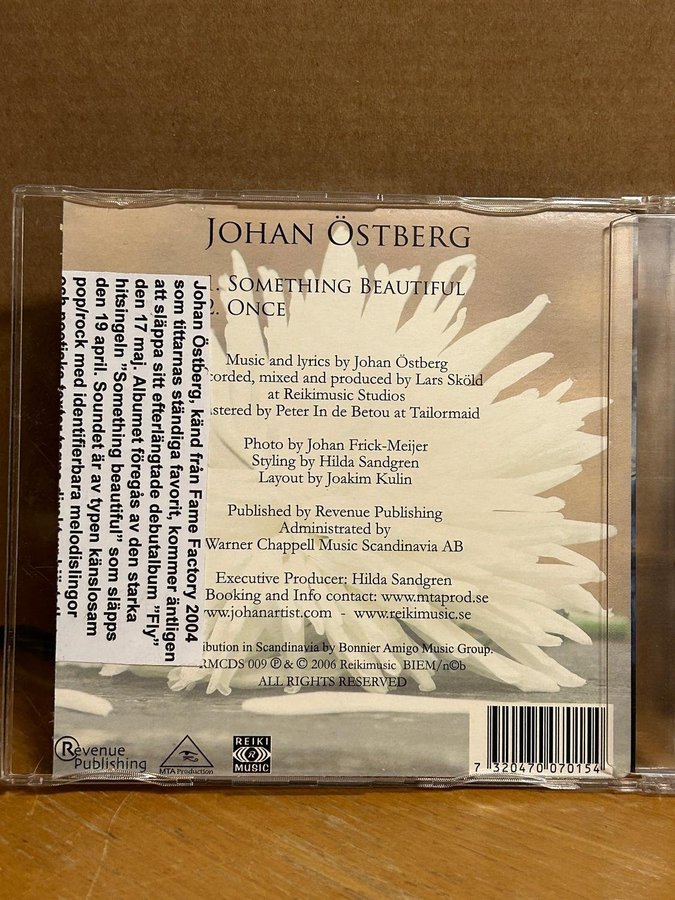 JOHAN ÖSTBERG
1. SOMETHING BEAUTIFUL
2. ONCE
Music and lyrics by Johan Östberg
corded, mixed and produced by Lars Sköld
at Reikimusic Studios
astered by Peter In de Betou at Tailormaid
Photo by Johan Frick-Meijer
Styling by Hilda Sandgren
Layout by Joakim Kulin
Published by Revenue Publishing
Administrated by
Warner Chappell Music Scandinavia AB
Executive Producer: Hilda Sandgren
Booking and Info contact: www.mtaprod.se
www.johanartist.com - www.reikimusic.se
ribution in Scandinavia by Bonnier Amigo Music Group.
RMCDS 009 ℗ & © 2006 Reikimusic BIEM/n©b
ALL RIGHTS RESERVED
Johan Östberg, känd från Fame Factory 2004
som tittarnas ständiga favorit, kommer äntligen
att släppa sitt efterlängtade debutalbum "Fly"
den 17 maj. Albumet föregås av den starka
hitsingeln "Something beautiful" som släpps
den 19 april. Soundet är av typen känslosam
pop/rock med identifierbara melodislingor
Revenue
Publishing
MTA Production
REIKI
R
MUSIC
7 320470 070154